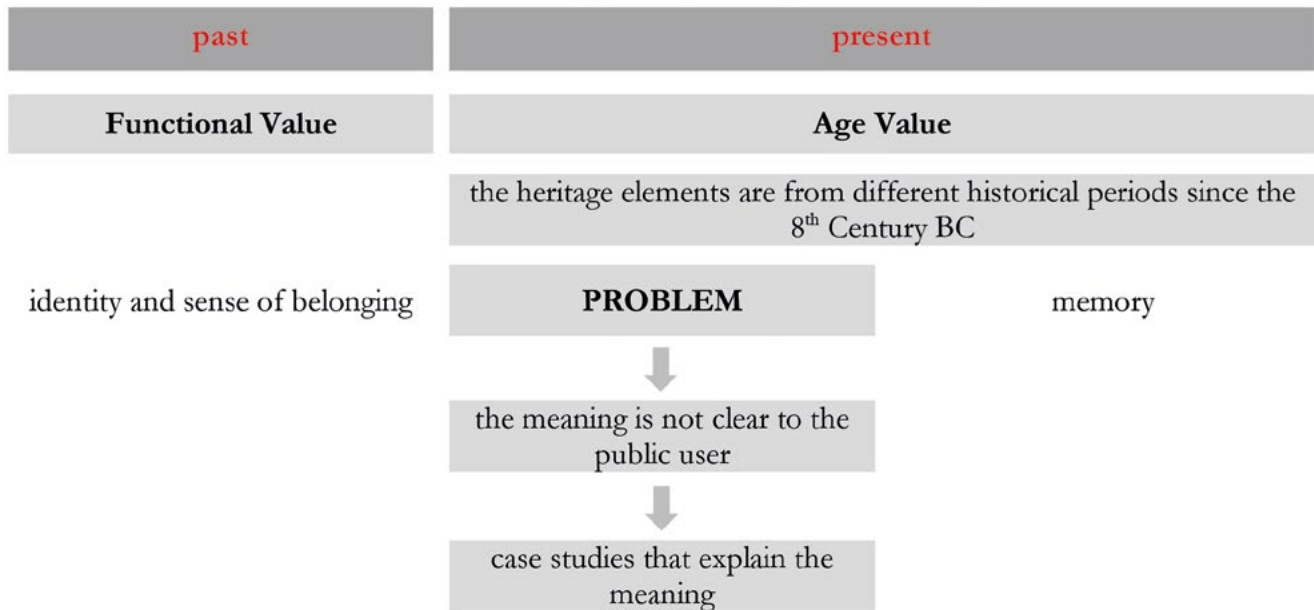 past
present
Functional Value
Age Value
the heritage elements are from different historical periods since the
8th Century BC
identity and sense of belonging
PROBLEM
memory
the meaning is not clear to the
public user
case studies that explain the
meaning